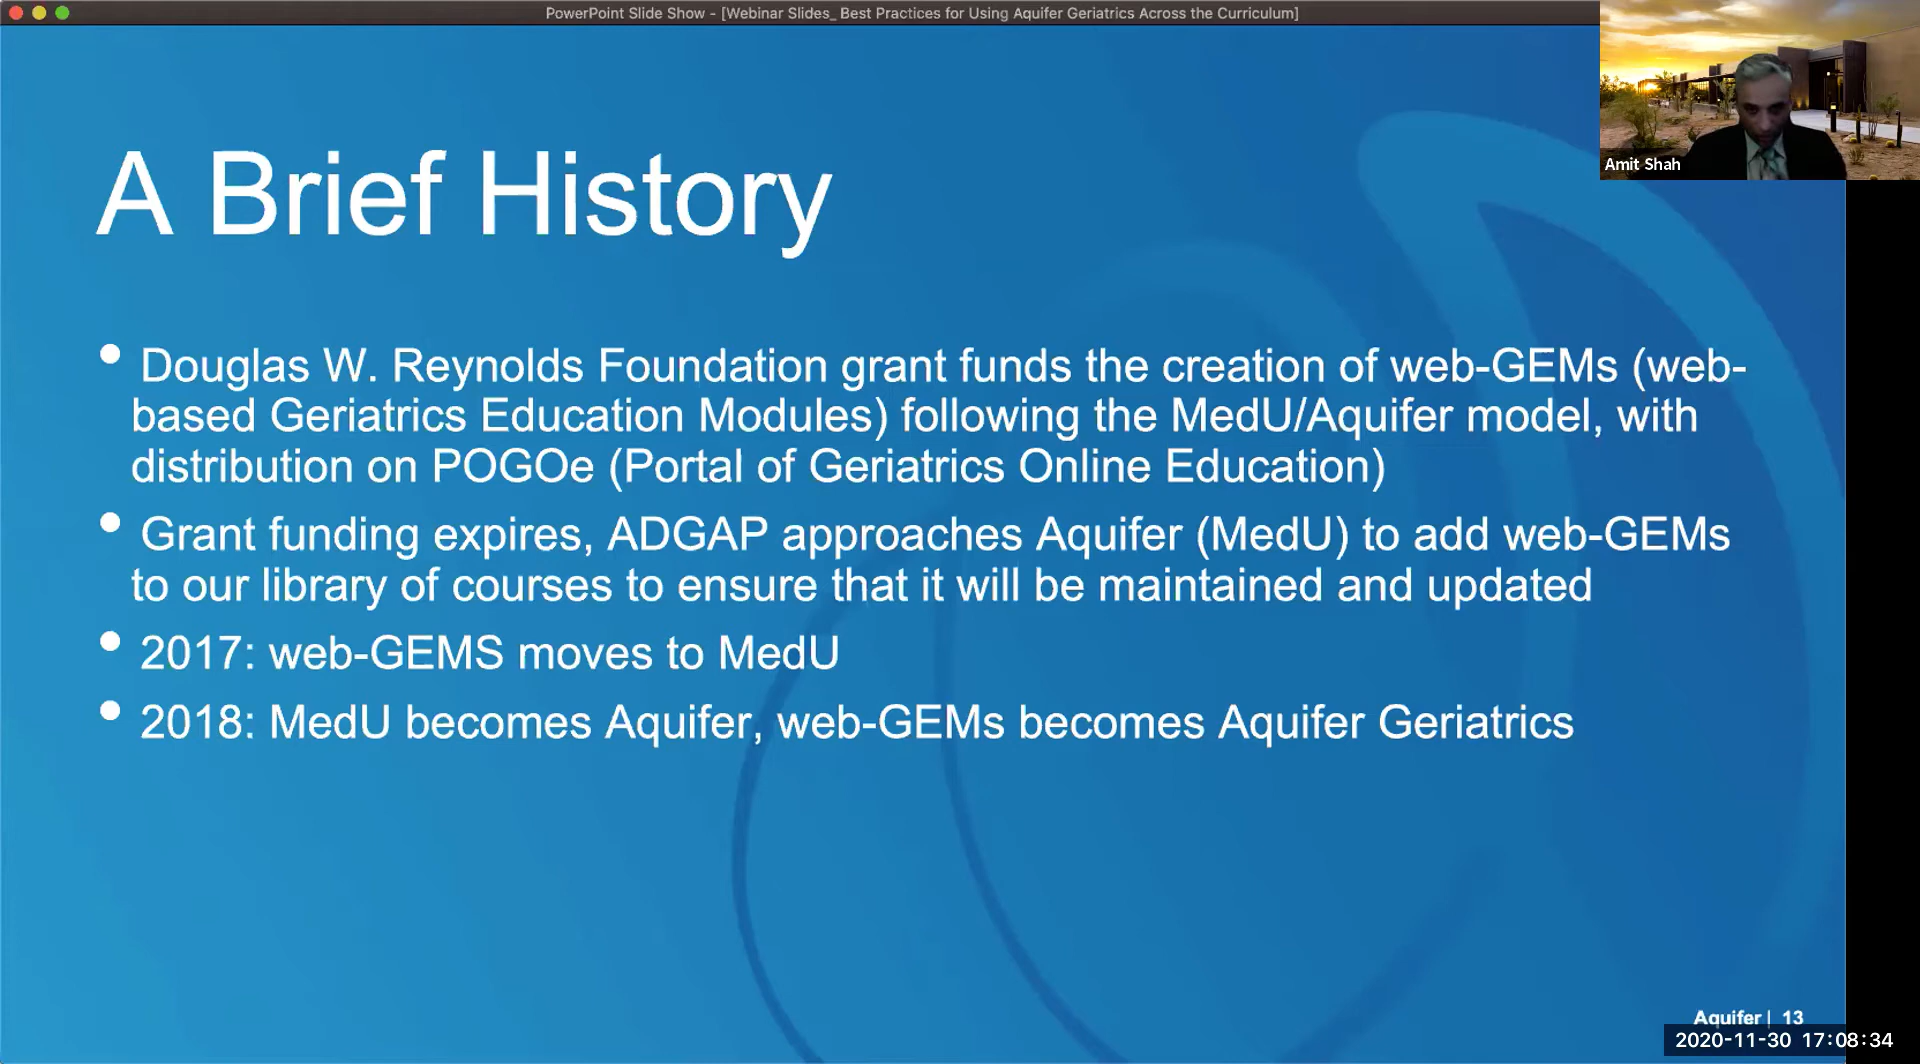 PowerPoint Slide Show - [Webinar Slides_ Best Practices for Using Aquifer Geriatrics Across the Curriculum]
Amit Shah
A Brief History
• Douglas W. Reynolds Foundation grant funds the creation of web-GEMs (web-
based Geriatrics Education Modules) following the MedU/Aquifer model, with
distribution on POGOe (Portal of Geriatrics Online Education)
• Grant funding expires, ADGAP approaches Aquifer (MedU) to add web-GEMs
to our library of courses to ensure that it will be maintained and updated
• 2017: web-GEMS moves to MedU
• 2018: MedU becomes Aquifer, web-GEMs becomes Aquifer Geriatrics
Aquifer | 13
2020-11-30 17:08:34